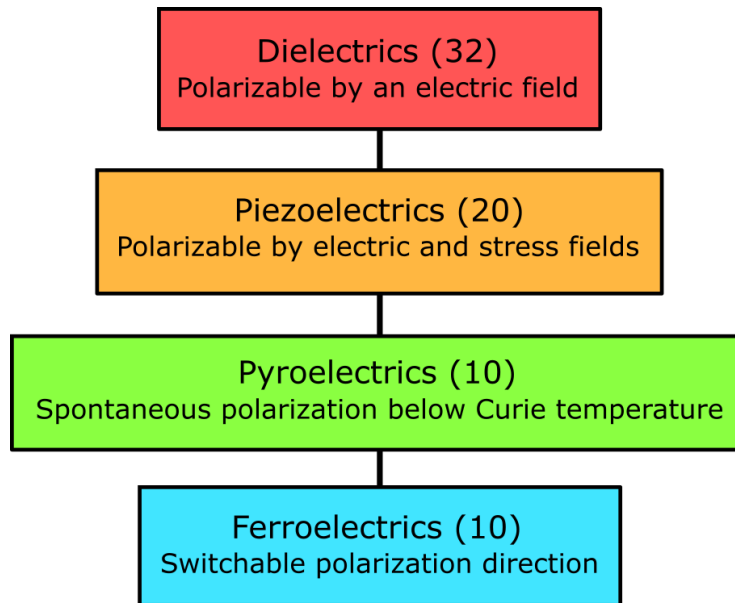 Dielectrics (32)
Polarizable by an electric field
Piezoelectrics (20)
Polarizable by electric and stress fields
Pyroelectrics (10)
Spontaneous polarization below Curie temperature
Ferroelectrics (10)
Switchable polarization direction